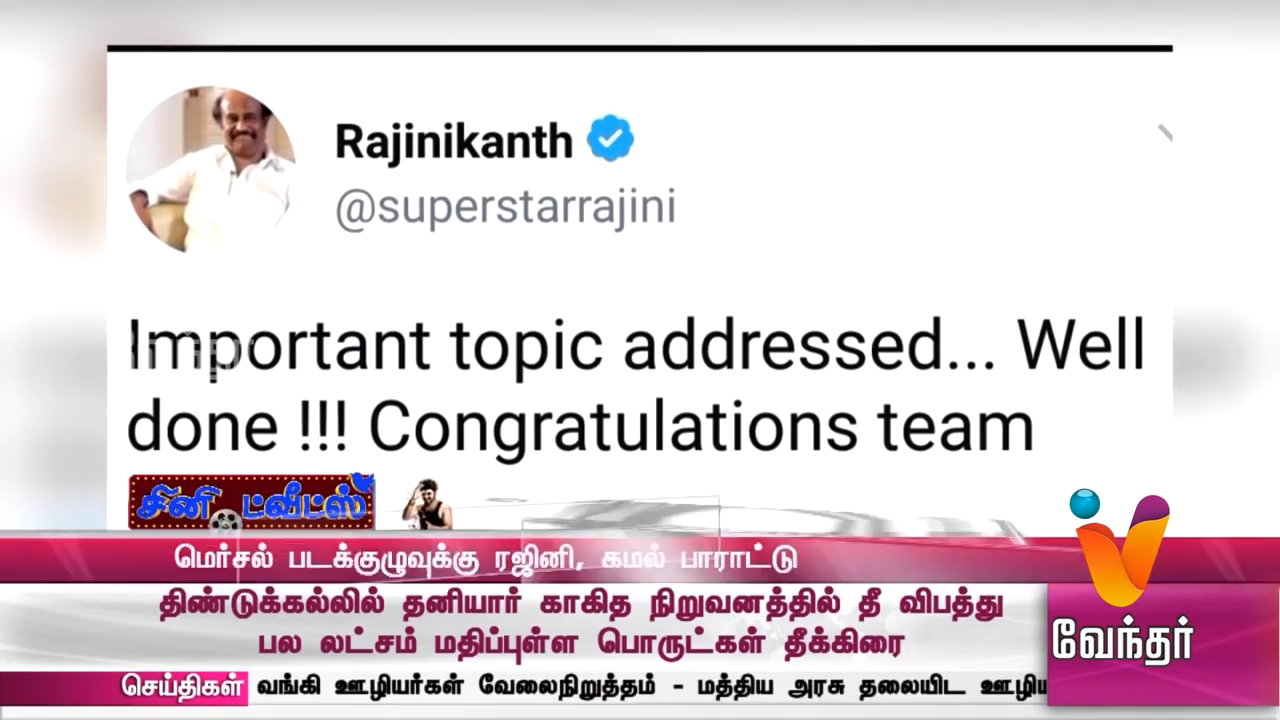 Rajinikanth
@superstarrajini
Important topic addressed... Well
done !!! Congratulations team
சினி ட்வீட்ஸ்
மெர்சல் படக்குழுவுக்கு ரஜினி, கமல் பாராட்டு
திண்டுக்கல்லில் தனியார் காகித நிறுவனத்தில் தீ விபத்து
பல லட்சம் மதிப்புள்ள பொருட்கள் தீக்கிரை
வேந்தர்
செய்திகள் வங்கி ஊழியர்கள் வேலைநிறுத்தம் - மத்திய அரசு தலையிட ஊழிய